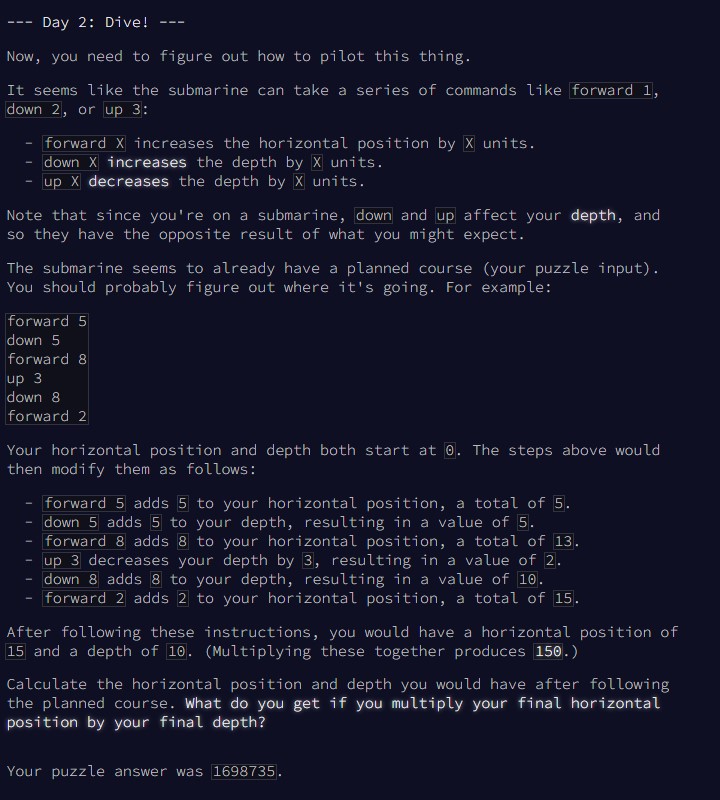 --- Day 2: Dive! ---
Now, you need to figure out how to pilot this thing.
It seems like the submarine can take a series of commands like forward 1,
down 2, or up 3:
- forward X increases the horizontal position by X units.
- down X increases the depth by X units.
- up X decreases the depth by X units.
Note that since you're on a submarine, down and up affect your depth, and
so they have the opposite result of what you might expect.
The submarine seems to already have a planned course (your puzzle input).
You should probably figure out where it's going. For example:
forward 5
down 5
forward 8
up 3
down 8
forward 2
Your horizontal position and depth both start at 0. The steps above would
then modify them as follows:
- forward 5 adds 5 to your horizontal position, a total of 5.
- down 5 adds 5 to your depth, resulting in a value of 5.
- forward 8 adds 8 to your horizontal position, a total of 13.
- up 3 decreases your depth by 3, resulting in a value of 2.
- down 8 adds 8 to your depth, resulting in a value of 10.
- forward 2 adds 2 to your horizontal position, a total of 15.
After following these instructions, you would have a horizontal position of
15 and a depth of 10. (Multiplying these together produces 150.)
Calculate the horizontal position and depth you would have after following
the planned course. What do you get if you multiply your final horizontal
position by your final depth?
Your puzzle answer was 1698735.